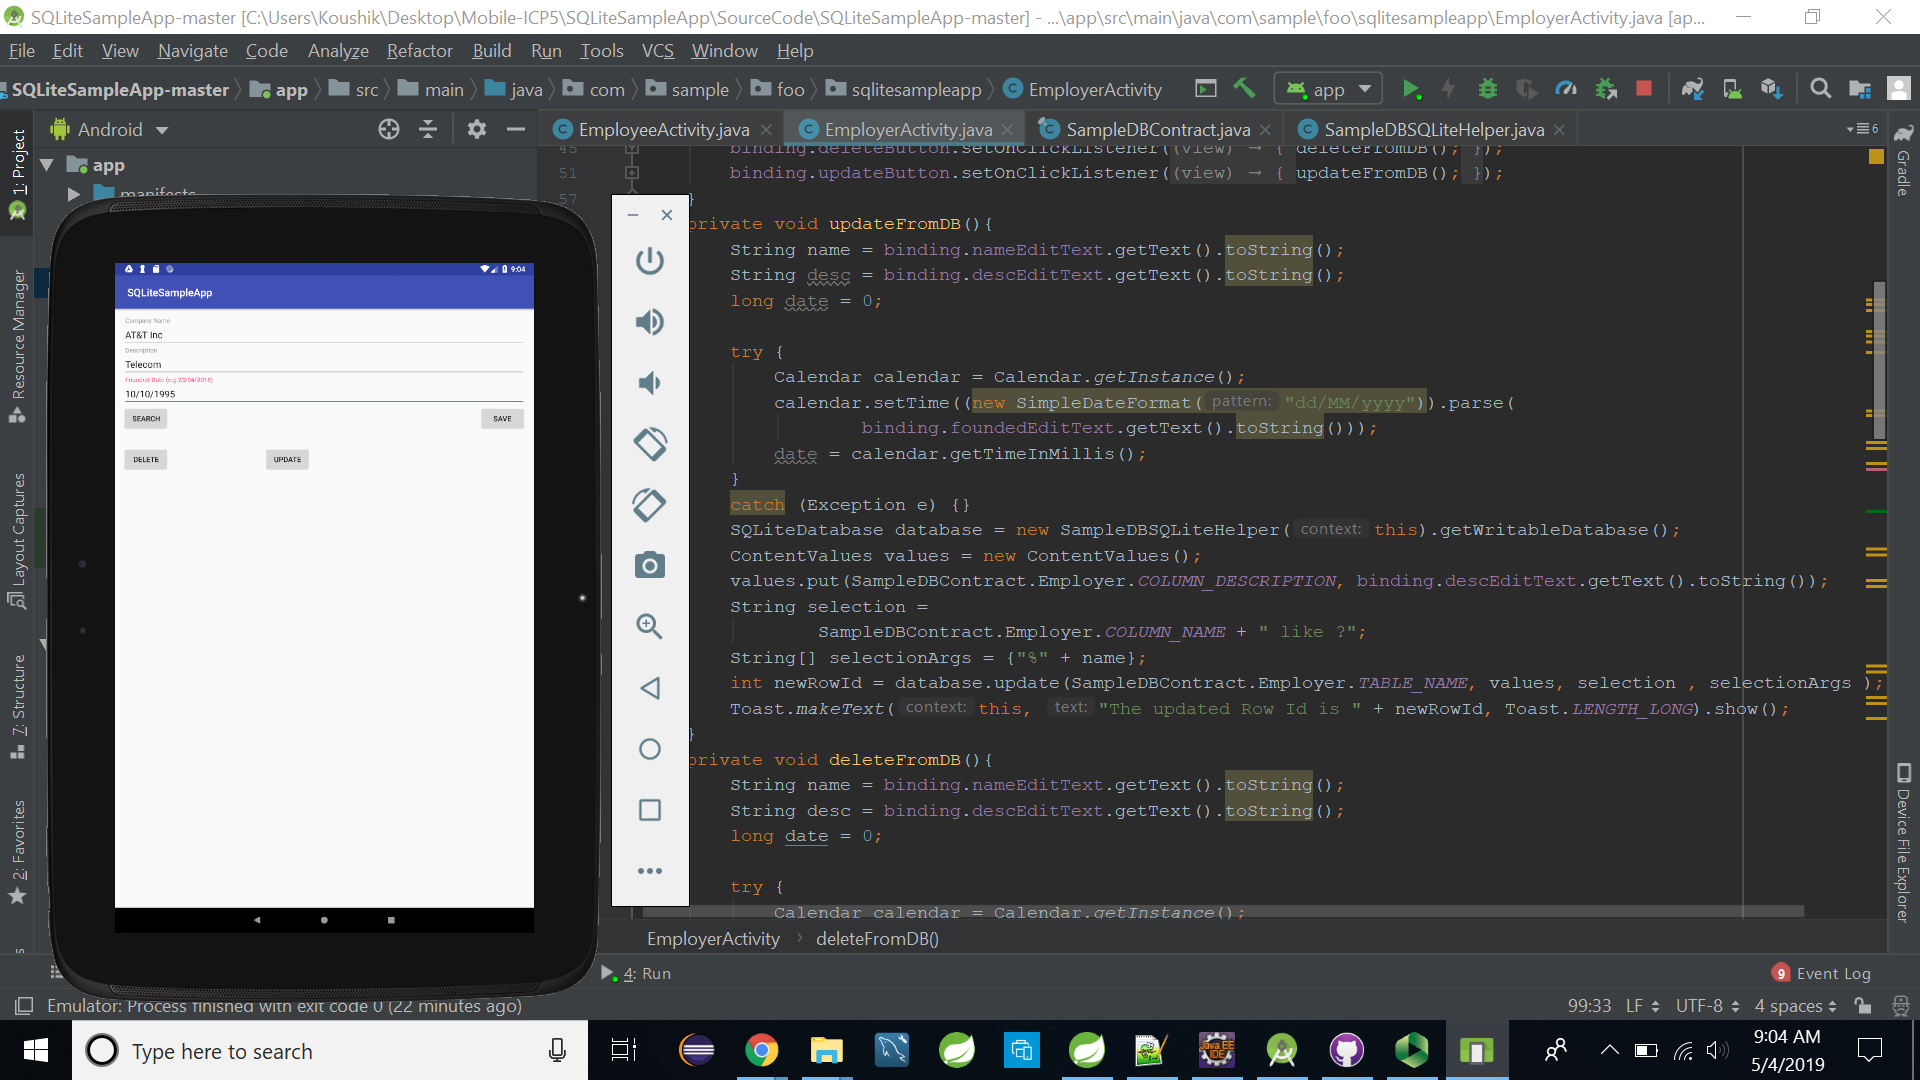 SQLiteSampleApp-master [C:\Users\Koushik\Desktop\Mobile-ICP5\SQLiteSampleApp\SourceCode\SQLiteSampleApp-master] - ...\app\src\main\java\com\sample\foo\sqlitesampleapp\EmployerActivity.java [ap...
File Edit View Navigate Code Analyze Refactor Build Run Tools VCS Window Help
SQLiteSampleApp-master app src main java com sample foo sqlitesampleapp EmployerActivity app
Android EmployeeActivity.java EmployerActivity.java SampleDBContract.java SampleDBSQLiteHelper.java 6
1: Project
Resource Manager
Layout Captures
7: Structure
2: Favorites
app
manifests
Gradle
Device File Explorer
9:04
SQLiteSampleApp
Company Name
AT&T Inc
Description
Telecom
Founded Date (e.g 23/04/2016)
10/10/1995
SEARCH SAVE
DELETE UPDATE
45 binding.deleteButton.setOnClickListener((view) → { deleteFromDB(); });
51 binding.updateButton.setOnClickListener((view) → { updateFromDB(); });
57 }
private void updateFromDB(){
String name = binding.nameEditText.getText().toString();
String desc = binding.descEditText.getText().toString();
long date = 0;
try {
Calendar calendar = Calendar.getInstance();
calendar.setTime((new SimpleDateFormat( pattern: "dd/MM/yyyy")).parse(
binding.foundedEditText.getText().toString()));
date = calendar.getTimeInMillis();
}
catch (Exception e) {}
SQLiteDatabase database = new SampleDBSQLiteHelper( context: this).getWritableDatabase();
ContentValues values = new ContentValues();
values.put(SampleDBContract.Employer.COLUMN_DESCRIPTION, binding.descEditText.getText().toString());
String selection =
SampleDBContract.Employer.COLUMN_NAME + " like ?";
String[] selectionArgs = {"%" + name};
int newRowId = database.update(SampleDBContract.Employer.TABLE_NAME, values, selection , selectionArgs );
Toast.makeText( context: this, text: "The updated Row Id is " + newRowId, Toast.LENGTH_LONG).show();
}
private void deleteFromDB(){
String name = binding.nameEditText.getText().toString();
String desc = binding.descEditText.getText().toString();
long date = 0;
try {
Calendar calendar = Calendar.getInstance();
EmployerActivity deleteFromDB()
4: Run 9 Event Log
Emulator: Process finished with exit code 0 (22 minutes ago) 99:33 LF UTF-8 4 spaces
Type here to search
Java EE IDE
9:04 AM
5/4/2019